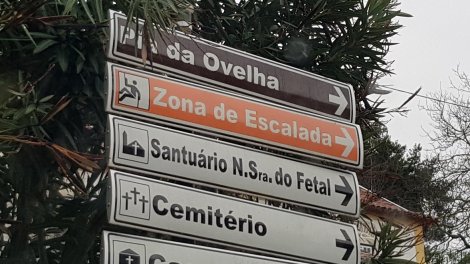 da Ovelha
Zona de Escalada
Santuário N.Sra. do Fetal
Cemitério